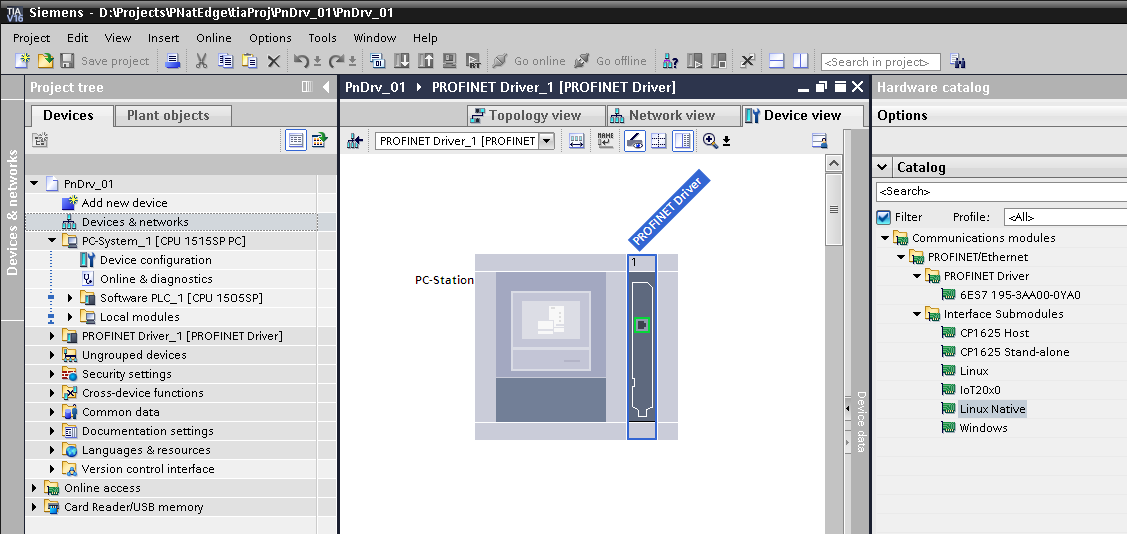 TIA V16 Siemens - D:\Projects\PNatEdge\tiaProj\PnDrv_01\PnDrv_01
Project Edit View Insert Online Options Tools Window Help
Save project Go online Go offline <Search in project>
Project tree
Devices Plant objects
Devices & networks
PnDrv_01
Add new device
Devices & networks
PC-System_1 [CPU 1515SP PC]
Device configuration
Online & diagnostics
Software PLC_1 [CPU 1505SP]
Local modules
PROFINET Driver_1 [PROFINET Driver]
Ungrouped devices
Security settings
Cross-device functions
Common data
Documentation settings
Languages & resources
Version control interface
Online access
Card Reader/USB memory
PnDrv_01 PROFINET Driver_1 [PROFINET Driver]
Topology view Network view Device view
PROFINET Driver_1 [PROFINET
NAME
PROFINET Driver
1
PC-Station
Device data
Hardware catalog
Options
Catalog
<Search>
Filter Profile: <All>
Communications modules
PROFINET/Ethernet
PROFINET Driver
6ES7 195-3AA00-0YA0
Interface Submodules
CP1625 Host
CP1625 Stand-alone
Linux
IoT20x0
Linux Native
Windows